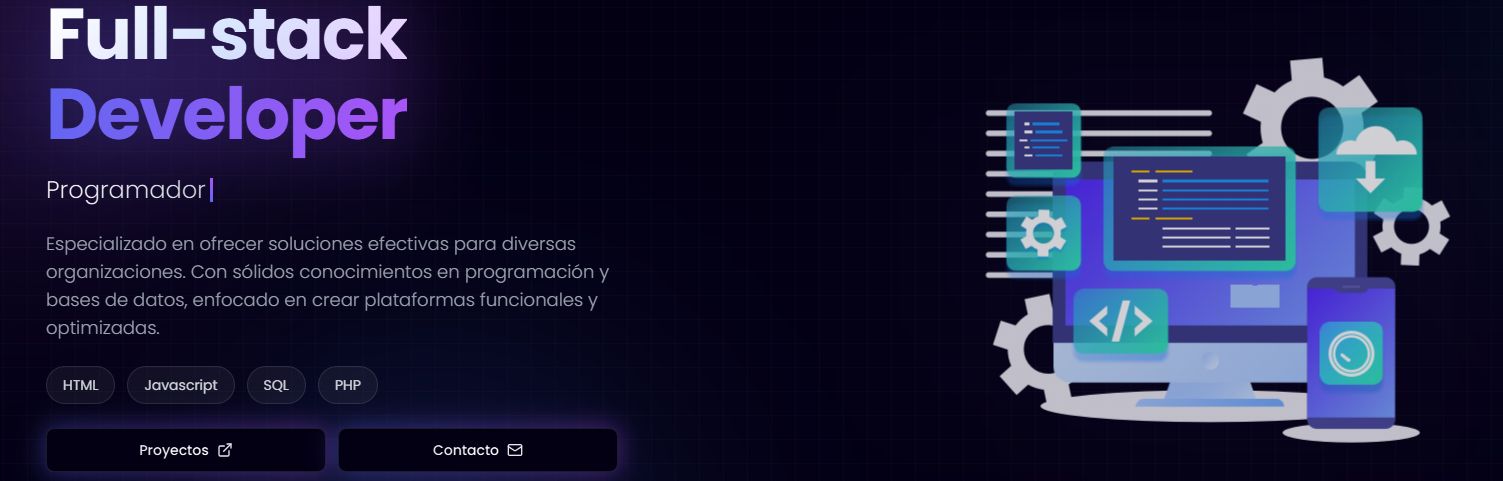 Full-stack
Developer
Programador
Especializado en ofrecer soluciones efectivas para diversas
organizaciones. Con sólidos conocimientos en programación y
bases de datos, enfocado en crear plataformas funcionales y
optimizadas.
HTML Javascript SQL PHP
Proyectos Contacto